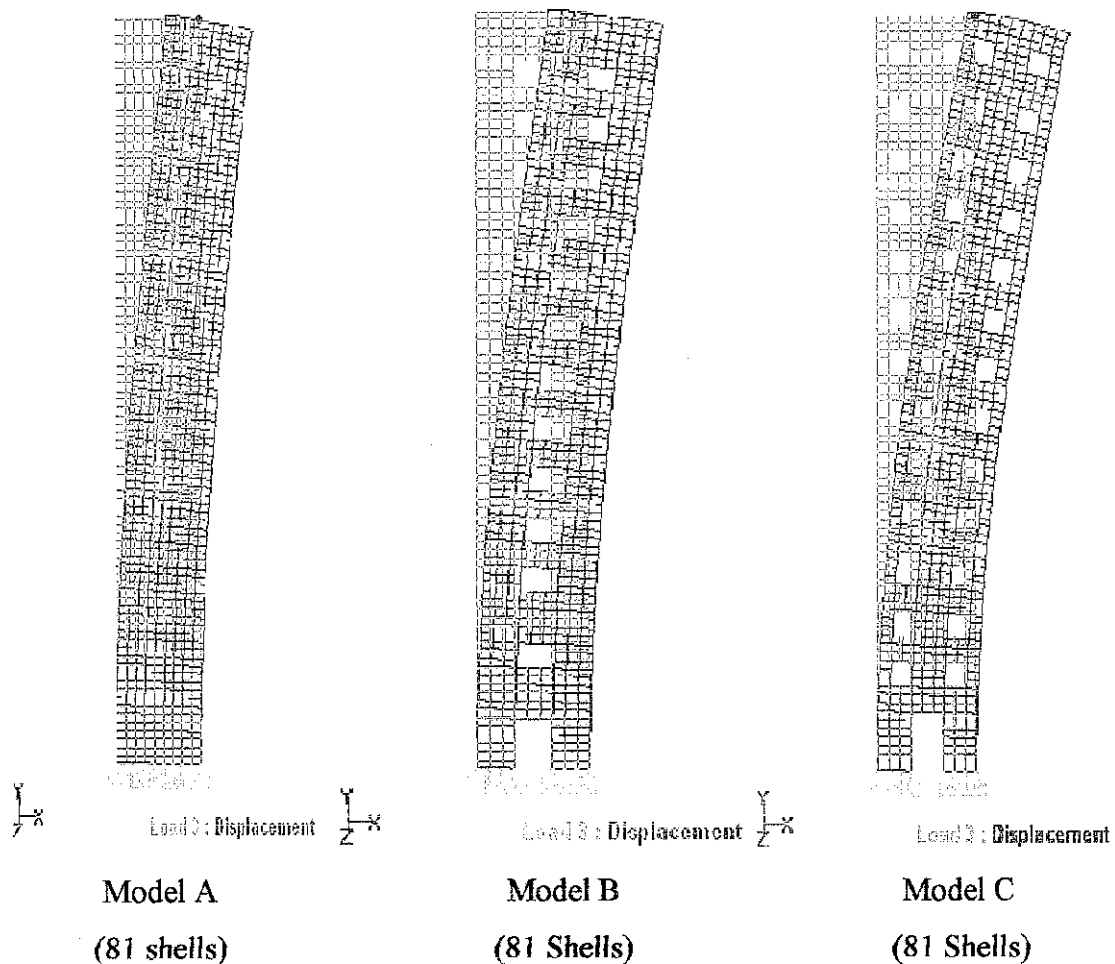 Y
X
Z
Load 3 : Displacement
Y
X
Z
Load 3 : Displacement
Y
X
Z
Load 3 : Displacement
Model A
Model B
Model C
(81 shells)
(81 Shells)
(81 Shells)